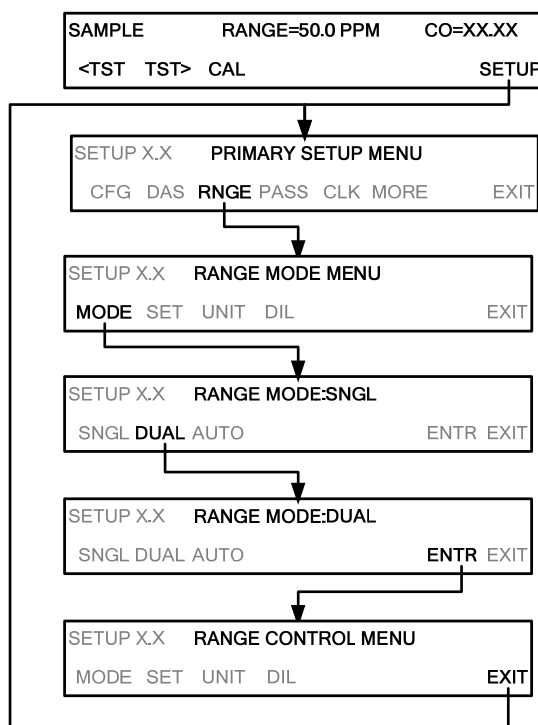 SAMPLE RANGE=50.0 PPM CO=XX.XX
<TST TST> CAL SETUP
SETUP X.X PRIMARY SETUP MENU
CFG DAS RNGE PASS CLK MORE EXIT
SETUP X.X RANGE MODE MENU
MODE SET UNIT DIL EXIT
SETUP X.X RANGE MODE:SNGL
SNGL DUAL AUTO ENTR EXIT
SETUP X.X RANGE MODE:DUAL
SNGL DUAL AUTO ENTR EXIT
SETUP X.X RANGE CONTROL MENU
MODE SET UNIT DIL EXIT